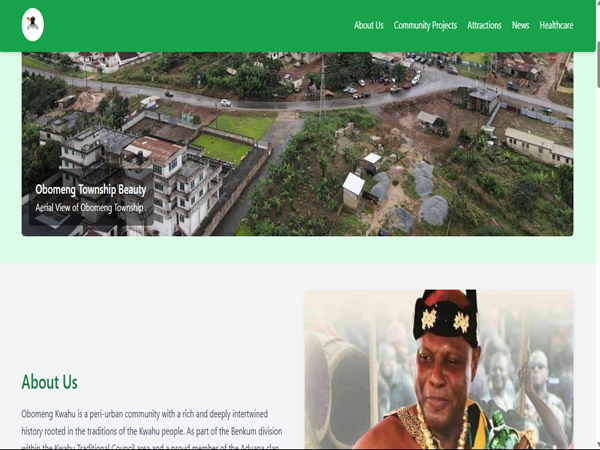 About Us
Community Projects
Attractions
News
Healthcare
Obomeng Township Beauty
Aerial View of Obomeng Township .
About Us
Obomeng Kwahu is a peri-urban community with a rich and deeply intertwined
history rooted in the traditions of the Kwahu people. As part of the Benkum division
within the Kwahu Traditional Council area and a proud member of the Aduana clan